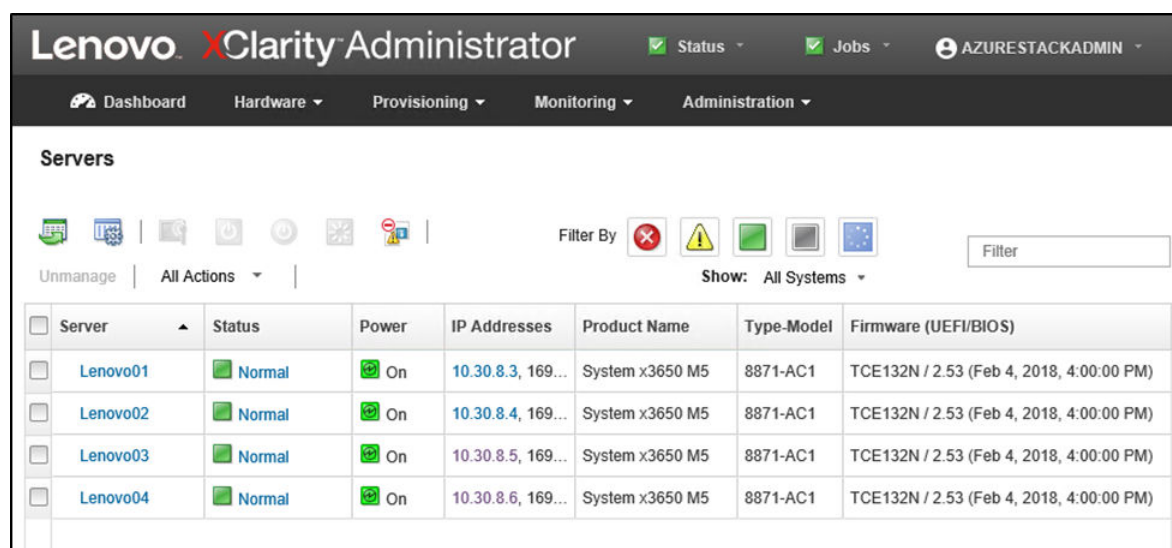 Lenovo XClarity Administrator Status Jobs AZURESTACKADMIN
Dashboard Hardware Provisioning Monitoring Administration
Servers
Filter By Filter
Unmanage All Actions Show: All Systems
Server Status Power IP Addresses Product Name Type-Model Firmware (UEFI/BIOS)
Lenovo01 Normal On 10.30.8.3, 169... System x3650 M5 8871-AC1 TCE132N / 2.53 (Feb 4, 2018, 4:00:00 PM)
Lenovo02 Normal On 10.30.8.4, 169... System x3650 M5 8871-AC1 TCE132N / 2.53 (Feb 4, 2018, 4:00:00 PM)
Lenovo03 Normal On 10.30.8.5, 169... System x3650 M5 8871-AC1 TCE132N / 2.53 (Feb 4, 2018, 4:00:00 PM)
Lenovo04 Normal On 10.30.8.6, 169... System x3650 M5 8871-AC1 TCE132N / 2.53 (Feb 4, 2018, 4:00:00 PM)